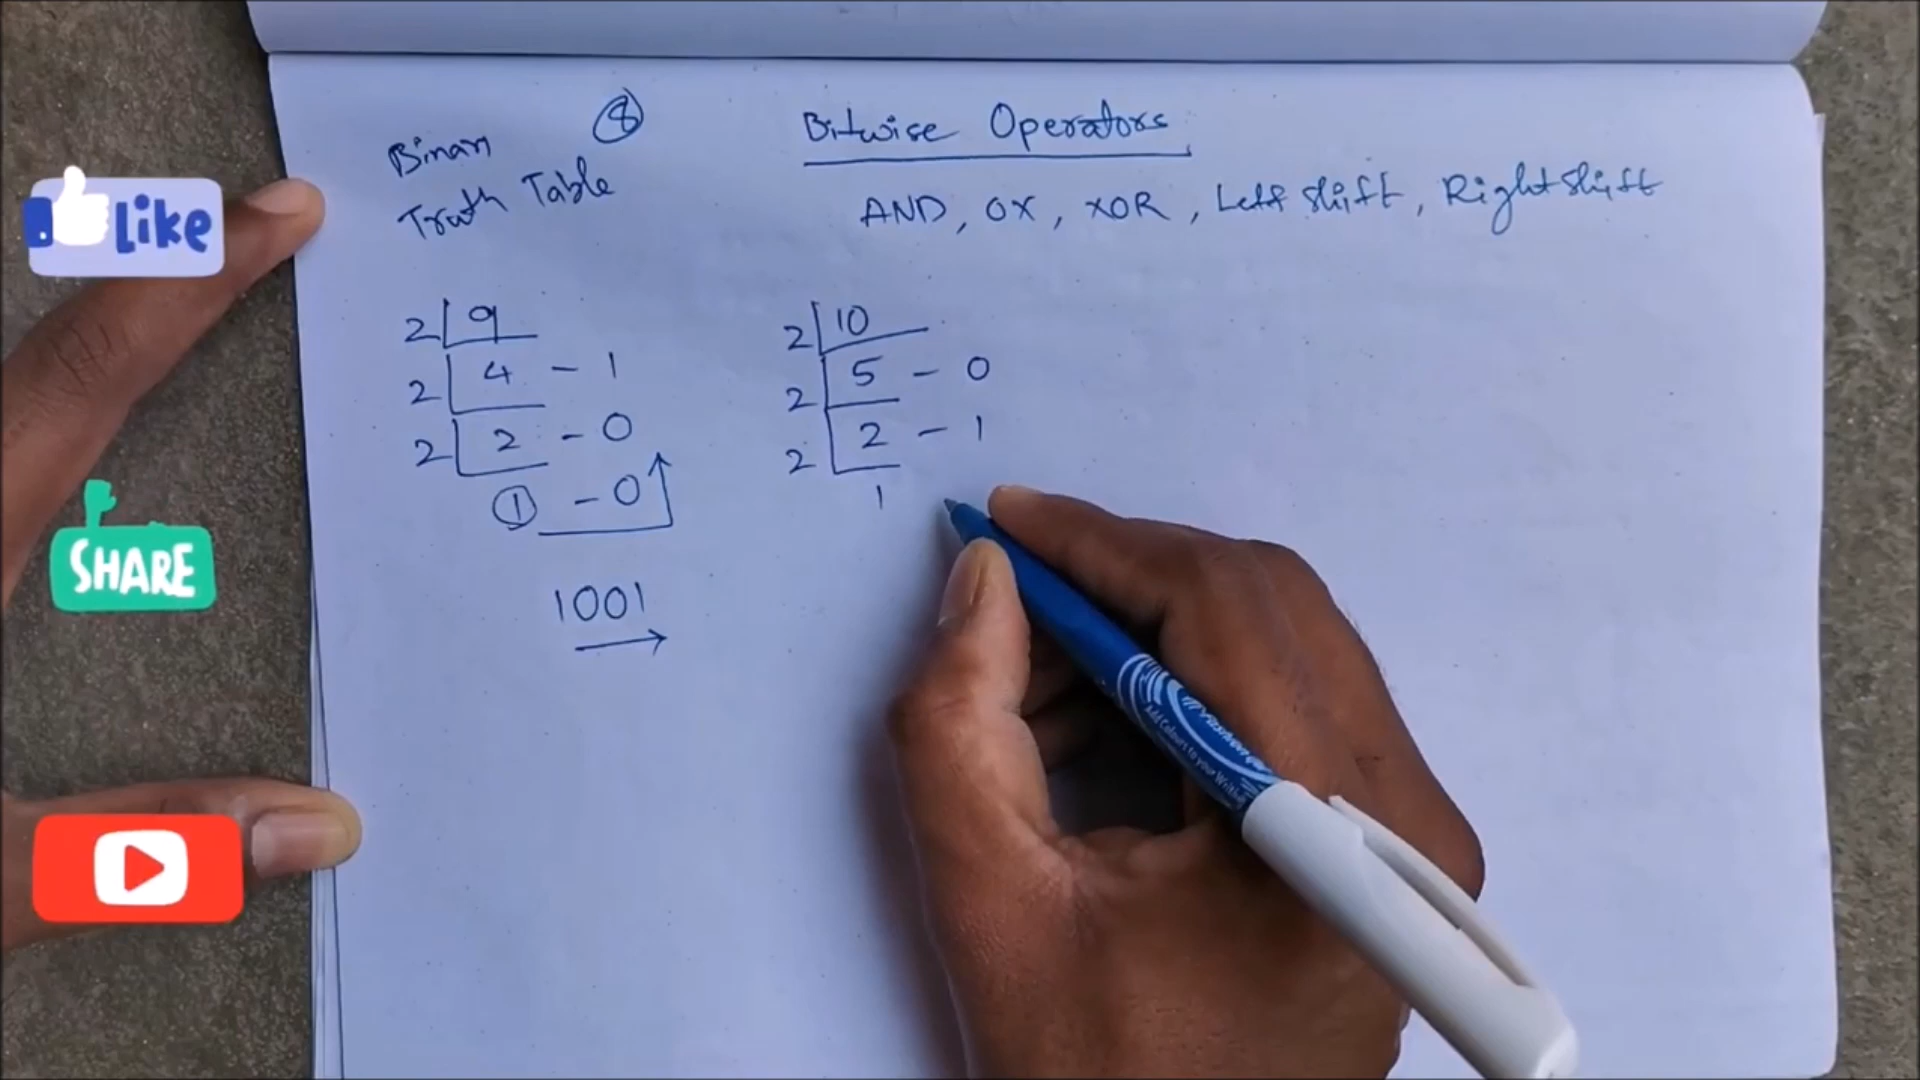 Binary
Truth Table
8
Bitwise Operators
AND, OR, XOR, Left shift, Right shift
2 9
2 4 - 1
2 2 - 0
1 - 0
1001
2 10
2 5 - 0
2 2 - 1
1
Like
SHARE